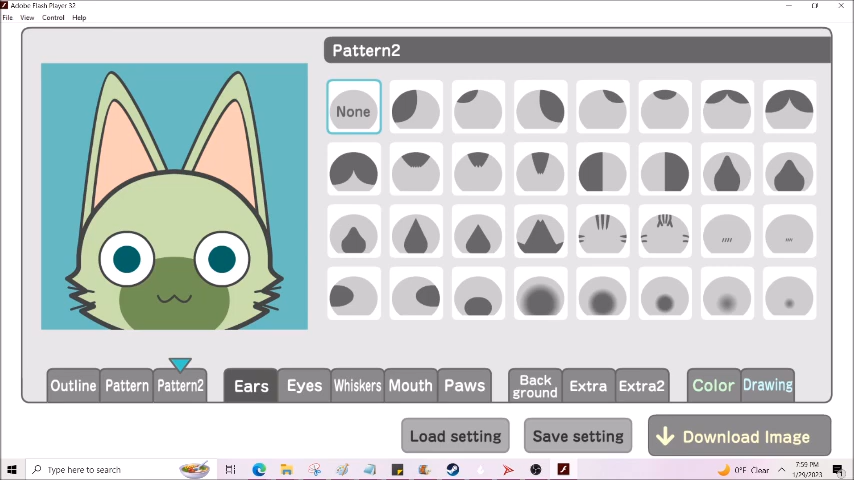 Adobe Flash Player 32
File View Control Help
Pattern2
None
Outline Pattern Pattern2 Ears Eyes Whiskers Mouth Paws Back ground Extra Extra2 Color Drawing
Load setting Save setting Download Image
Type here to search
0°F Clear
7:59 PM
1/29/2023